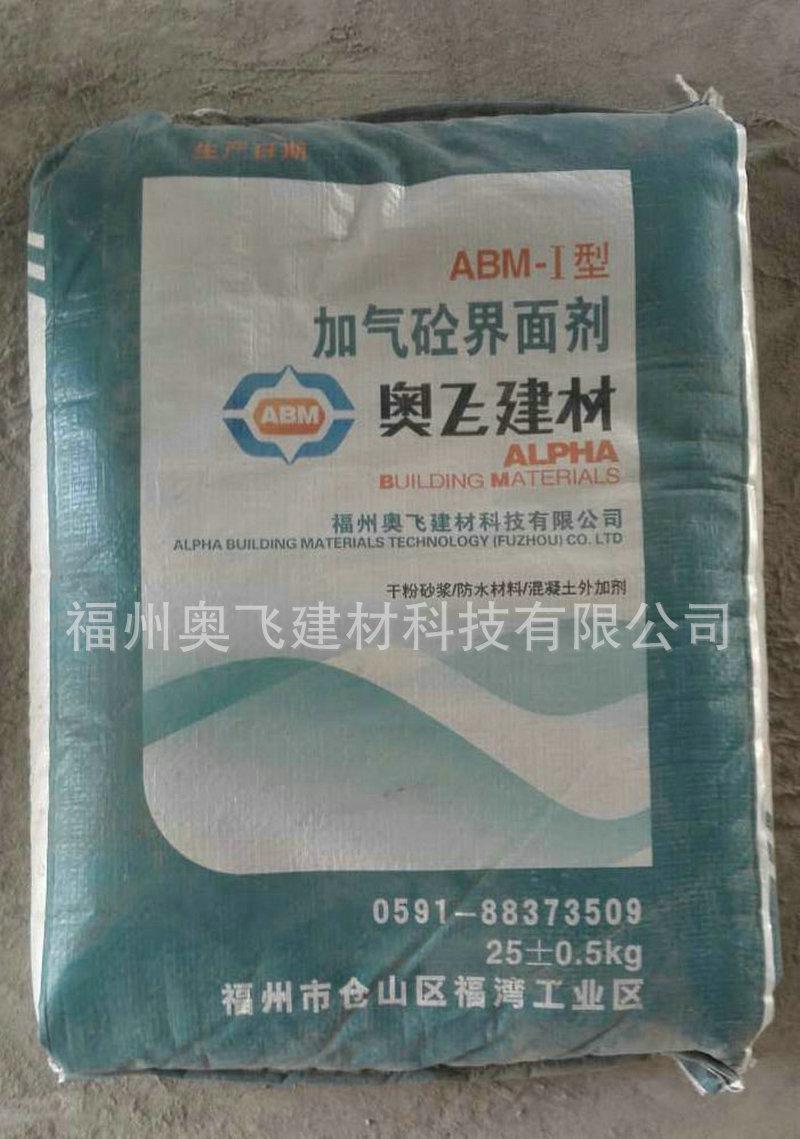 生产日期
ABM-I型
加气砼界面剂
ABM
奥飞建材
ALPHA
BUILDING MATERIALS
福州奥飞建材科技有限公司
ALPHA BUILDING MATERIALS TECHNOLOGY (FUZHOU) CO. LTD
干粉砂浆/防水材料/混凝土外加剂
福州奥飞建材科技有限公司
0591-88373509
25±0.5kg
福州市仓山区福湾工业区